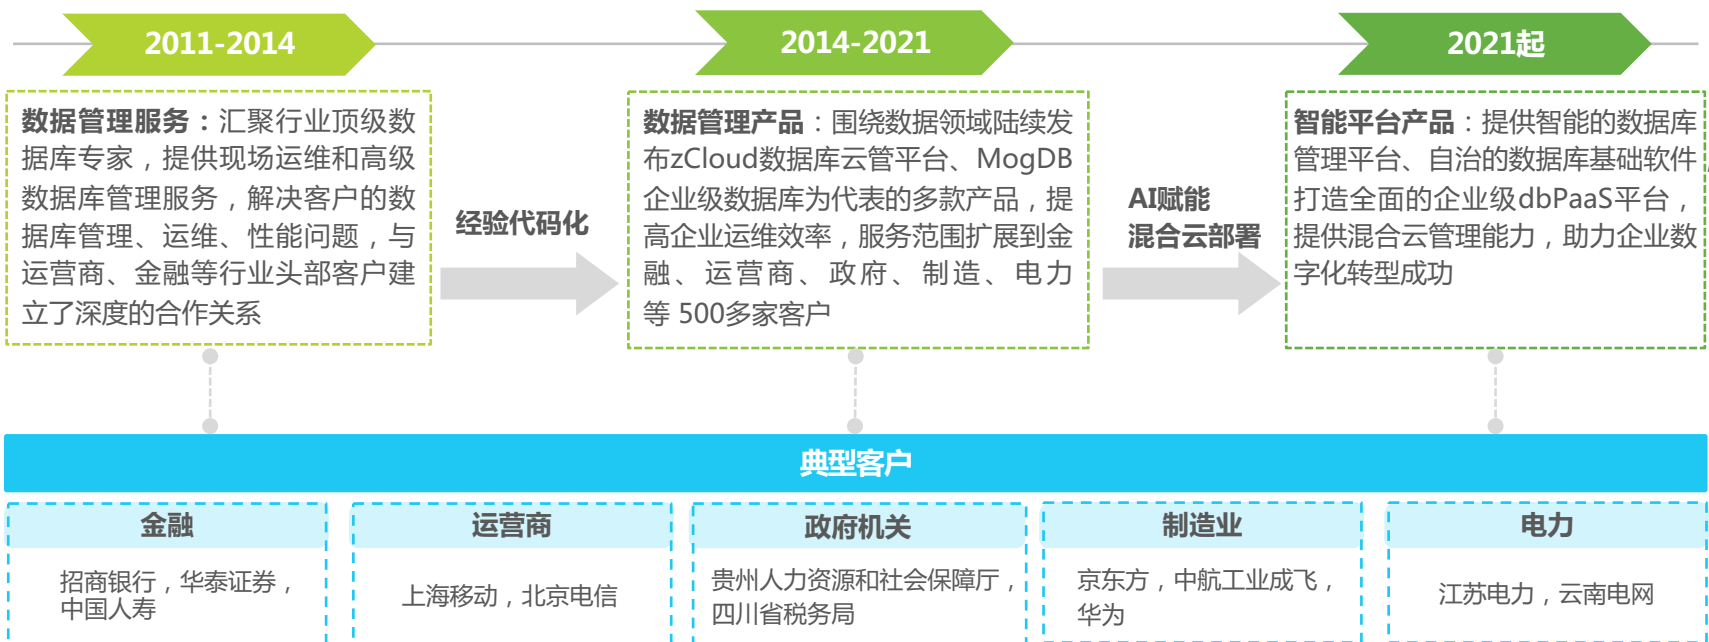 2011-2014
2014-2021
2021起
数据管理服务：汇聚行业顶级数
据库专家，提供现场运维和高级
数据库管理服务，解决客户的数
据库管理、运维、性能问题，与
运营商、金融等行业头部客户建
立了深度的合作关系
经验代码化
数据管理产品：围绕数据领域陆续发
布zCloud数据库云管平台、MogDB
企业级数据库为代表的多款产品，提
高企业运维效率，服务范围扩展到金
融、运营商、政府、制造、电力
等 500多家客户
AI赋能
混合云部署
智能平台产品：提供智能的数据库
管理平台、自治的数据库基础软件，
打造全面的企业级dbPaaS平台，
提供混合云管理能力，助力企业数
字化转型成功
典型客户
金融
招商银行，华泰证券，
中国人寿
运营商
上海移动，北京电信
政府机关
贵州人力资源和社会保障厅，
四川省税务局
制造业
京东方，中航工业成飞，
华为
电力
江苏电力，云南电网